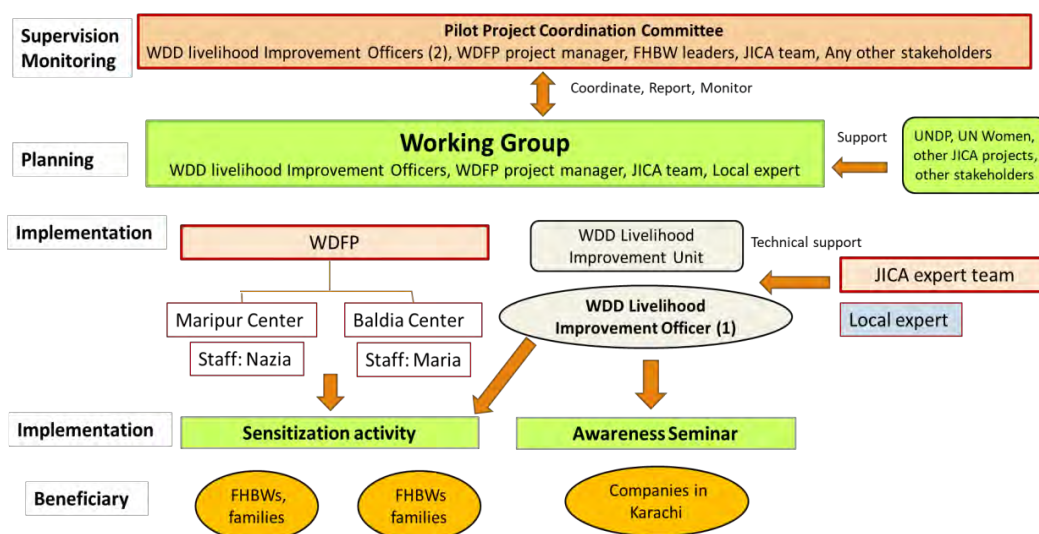 Supervision
Monitoring
Pilot Project Coordination Committee
WDD livelihood Improvement Officers (2), WDFP project manager, FHBW leaders, JICA team, Any other stakeholders
Coordinate, Report, Monitor
Planning
Working Group
WDD livelihood Improvement Officers, WDFP project manager, JICA team, Local expert
Support
UNDP, UN Women,
other JICA projects,
other stakeholders
Implementation
WDFP
WDD Livelihood
Improvement Unit
Technical support
JICA expert team
Maripur Center
Baldia Center
WDD Livelihood
Improvement Officer (1)
Local expert
Staff: Nazia
Staff: Maria
Implementation
Sensitization activity
Awareness Seminar
Beneficiary
FHBWs,
families
FHBWs
families
Companies in
Karachi